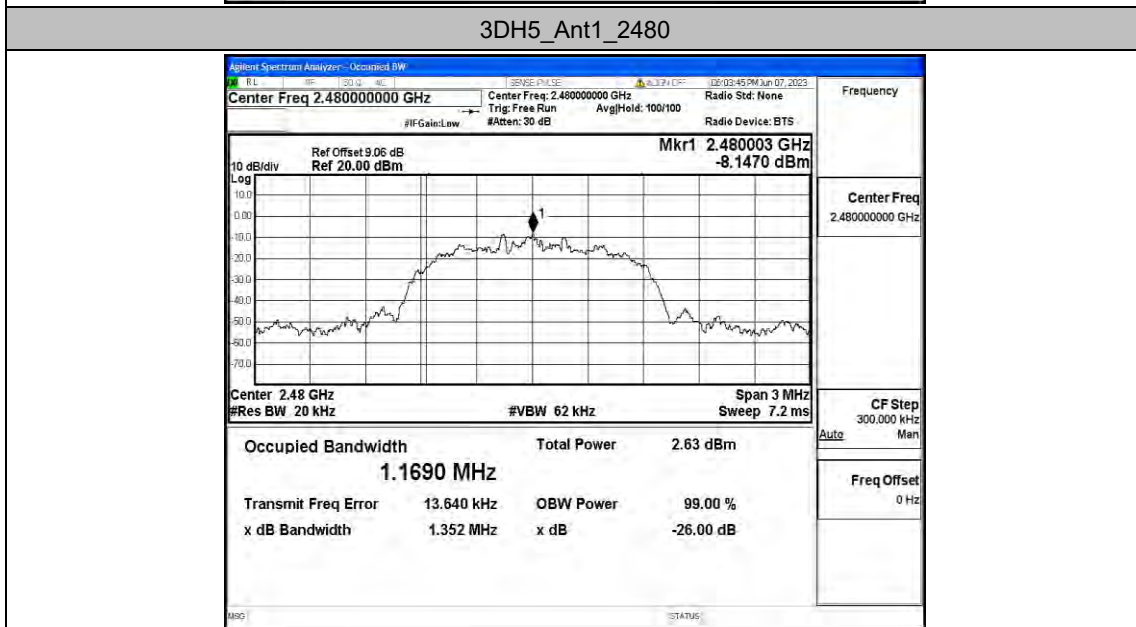 3DH5_Ant1_2480
Agilent Spectrum Analyzer - Occupied BW
RL RF 50 Ω AC SENSE:PULSE ALIGN OFF 06:03:45 PM Jun 07, 2023
Center Freq 2.480000000 GHz Center Freq: 2.480000000 GHz Radio Std: None Frequency
Trig: Free Run Avg|Hold: 100/100
#IFGain:Low #Atten: 30 dB Radio Device: BTS
Ref Offset 9.06 dB Mkr1 2.480003 GHz
10 dB/div Ref 20.00 dBm -8.1470 dBm
Log
10.0
0.00
-10.0
-20.0
-30.0
-40.0
-50.0
-60.0
-70.0
1
Center Freq
2.480000000 GHz
Center 2.48 GHz Span 3 MHz
#Res BW 20 kHz #VBW 62 kHz Sweep 7.2 ms
CF Step
300.000 kHz
Auto Man
Occupied Bandwidth Total Power 2.63 dBm
1.1690 MHz
Transmit Freq Error 13.640 kHz OBW Power 99.00 %
x dB Bandwidth 1.352 MHz x dB -26.00 dB
Freq Offset
0 Hz
MSG STATUS